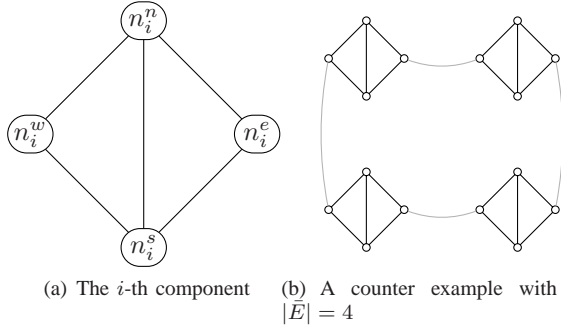 n_i^n
n_i^w
n_i^e
n_i^s
(a) The i-th component
(b) A counter example with
|Ē| = 4